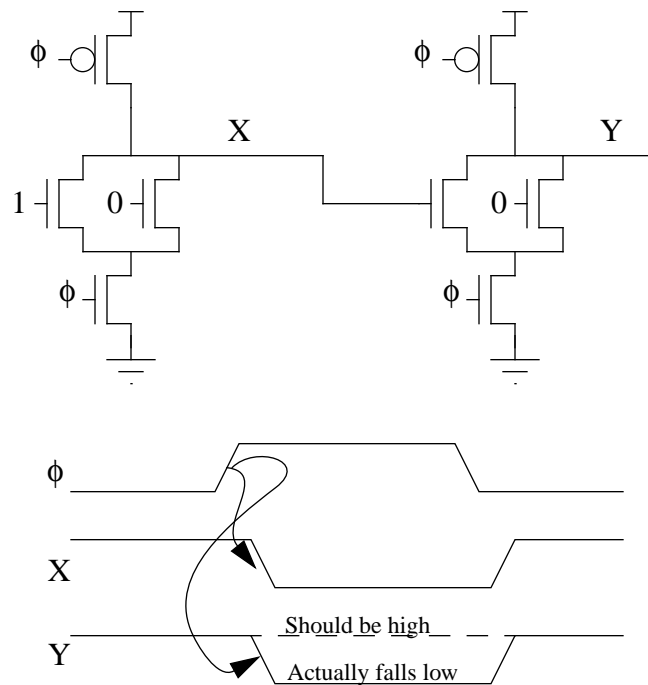 ϕ ϕ
X Y
1 0 0
ϕ ϕ
ϕ
X
Should be high
Y
Actually falls low